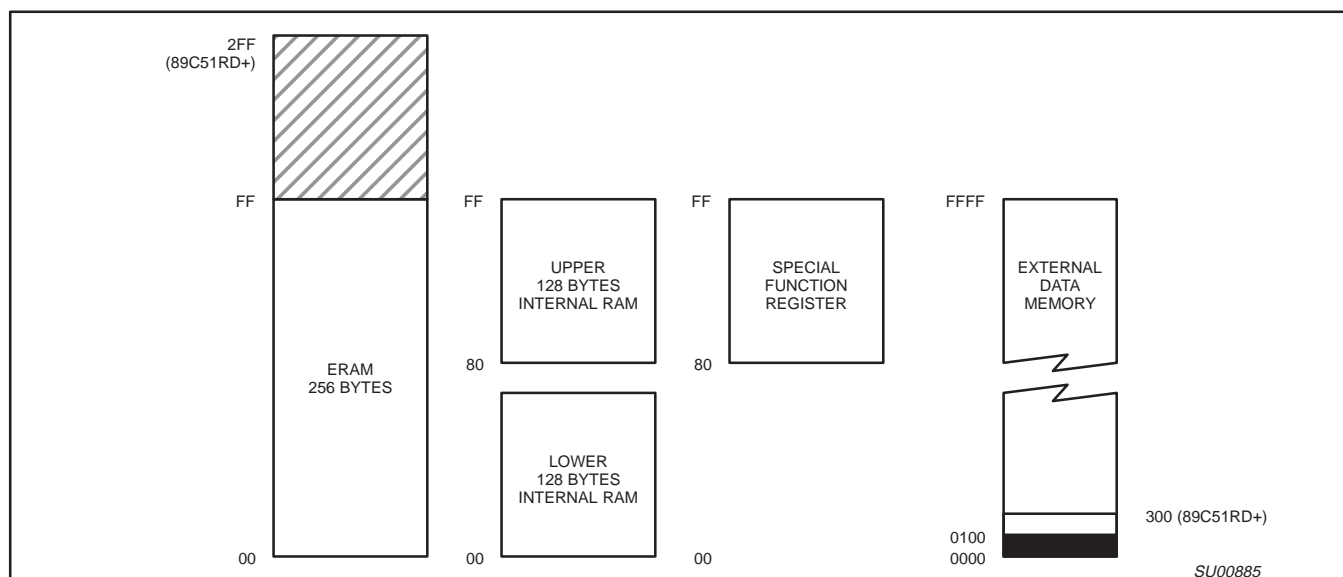 2FF
(89C51RD+)
FF
ERAM
256 BYTES
00
FF
UPPER
128 BYTES
INTERNAL RAM
80
LOWER
128 BYTES
INTERNAL RAM
00
FF
SPECIAL
FUNCTION
REGISTER
80
00
FFFF
EXTERNAL
DATA
MEMORY
300 (89C51RD+)
0100
0000
SU00885